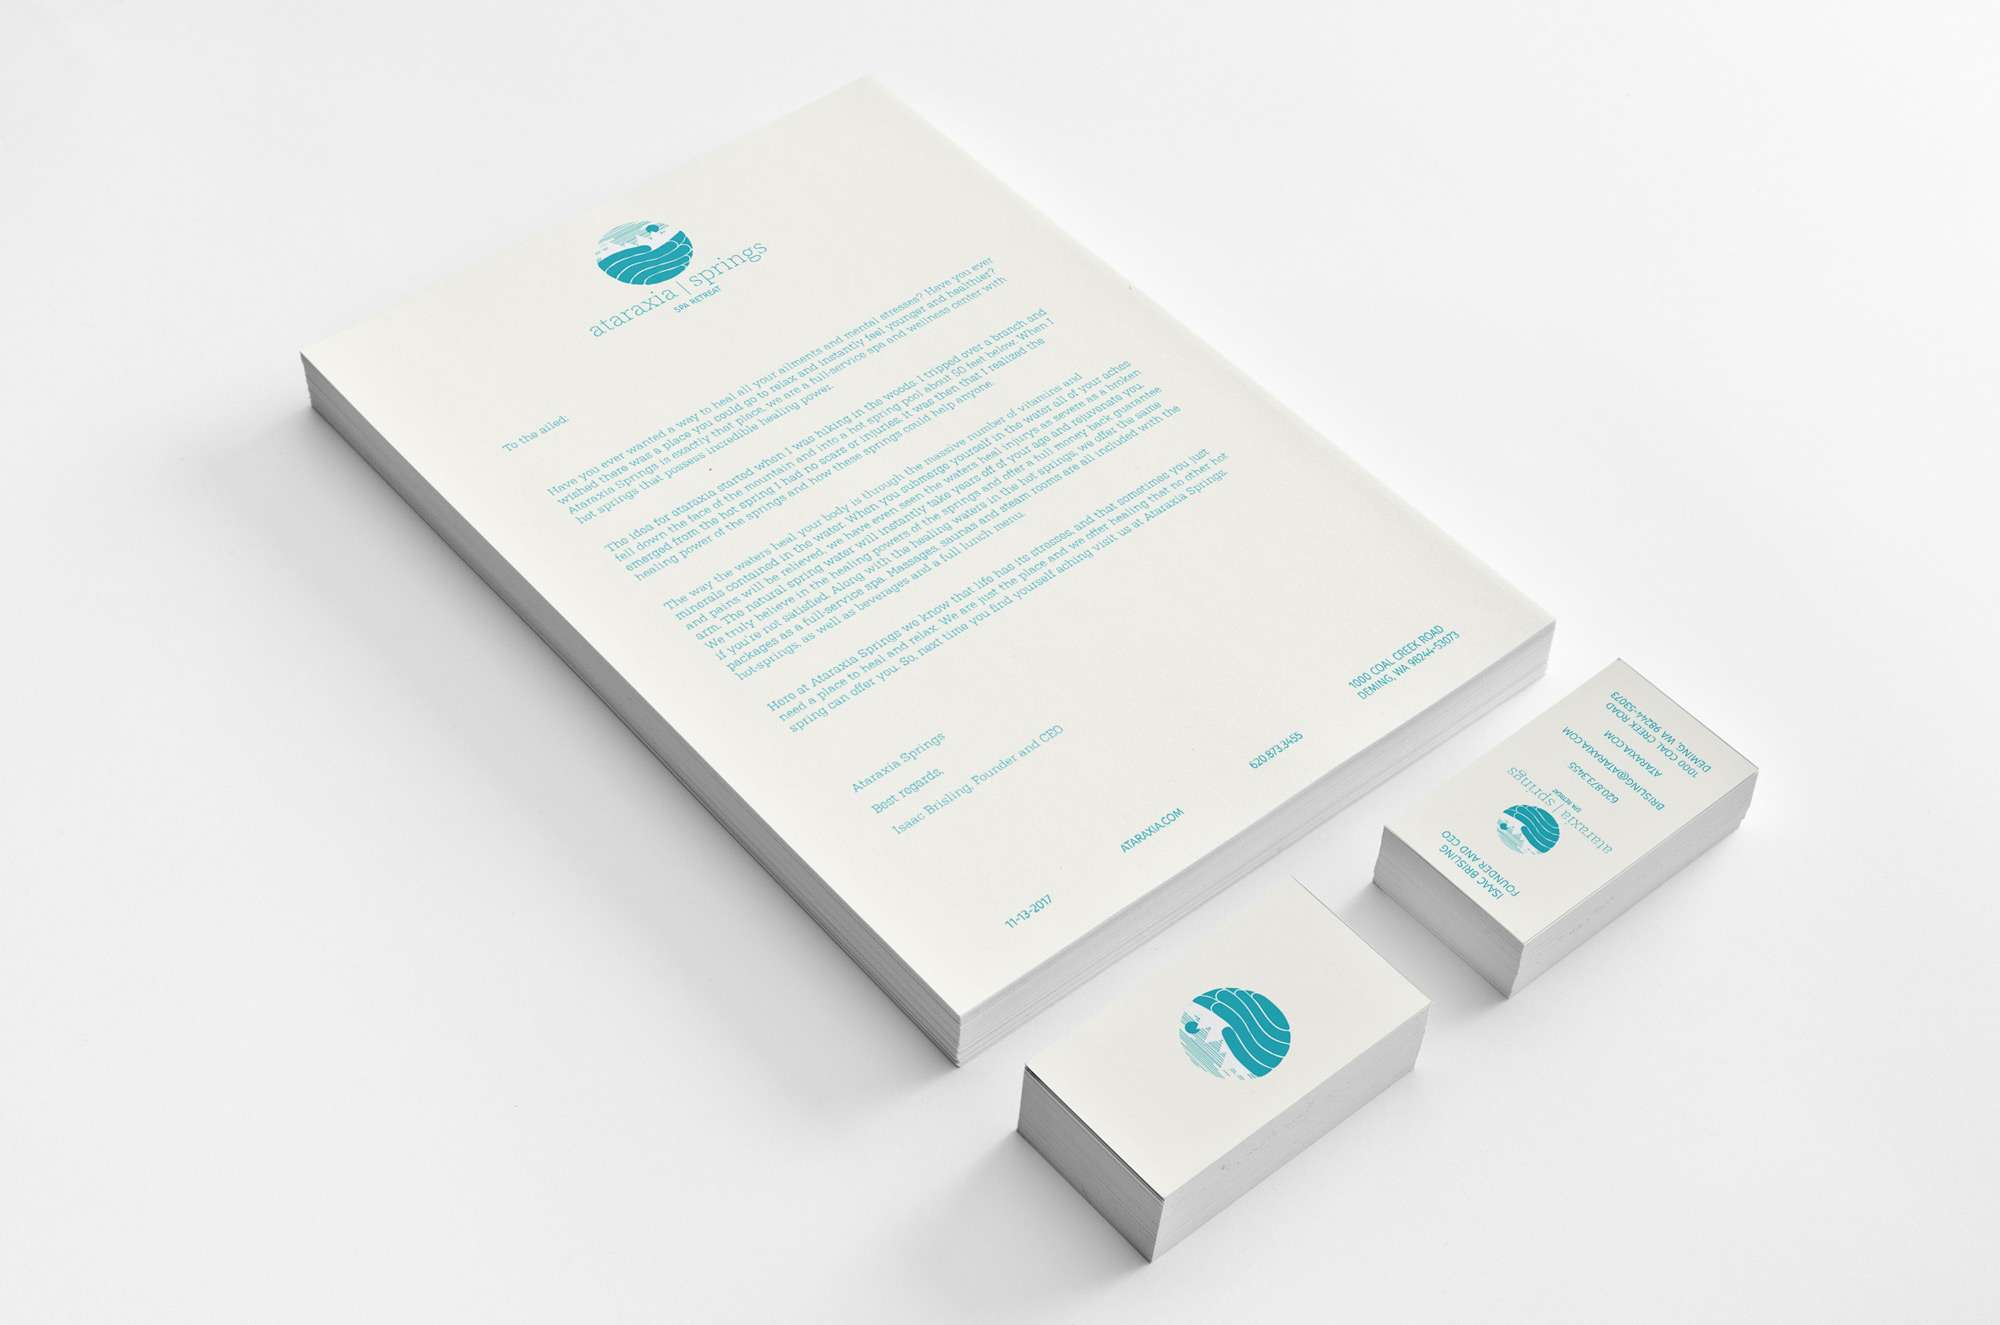 ataraxia | springs
SPA RETREAT
To the ailed:
Have you ever wanted a way to heal all your ailments and mental stresses? Have you ever
wished there was a place you could go to relax and instantly feel younger and healthier?
Ataraxia Springs is exactly that place, we are a full-service spa and wellness center with
hot springs that possess incredible healing power.
The idea for ataraxia started when I was hiking in the woods. I tripped over a branch and
fell down the face of the mountain and into a hot spring pool about 50 feet below. When I
emerged from the hot spring I had no scars or injuries, it was then that I realized the
healing power of the springs and how these springs could help anyone.
The way the waters heal your body is through the massive number of vitamins and
minerals contained in the water. When you submerge yourself in the water all of your aches
and pains will be relieved, we have even seen the waters heal injurys as severe as a broken
arm. The natural spring water will instantly take years off of your age and rejuvenate you.
We truly believe in the healing powers of the springs and offer a full money back guarantee
if you're not satisfied. Along with the healing waters in the hot springs, we offer the same
packages as a full-service spa. Massages, saunas and steam rooms are all included with the
hot-springs, as well as beverages and a full lunch menu.
Here at Ataraxia Springs we know that life has its stresses, and that sometimes you just
need a place to heal and relax. We are just the place and we offer healing that no other hot
spring can offer you. So, next time you find yourself aching visit us at Ataraxia Springs.
Ataraxia Springs
Best regards,
Isaac Brisling, Founder and CEO
11-13-2017
ATARAXIA.COM
620.873.3455
1000 COAL CREEK ROAD
DEMING, WA 98244-53073
ISAAC BRISLING
FOUNDER AND CEO
ataraxia | springs
SPA RETREAT
620.873.3455
BRISLING@ATARAXIA.COM
ATARAXIA.COM
1000 COAL CREEK ROAD
DEMING, WA 98244-53073